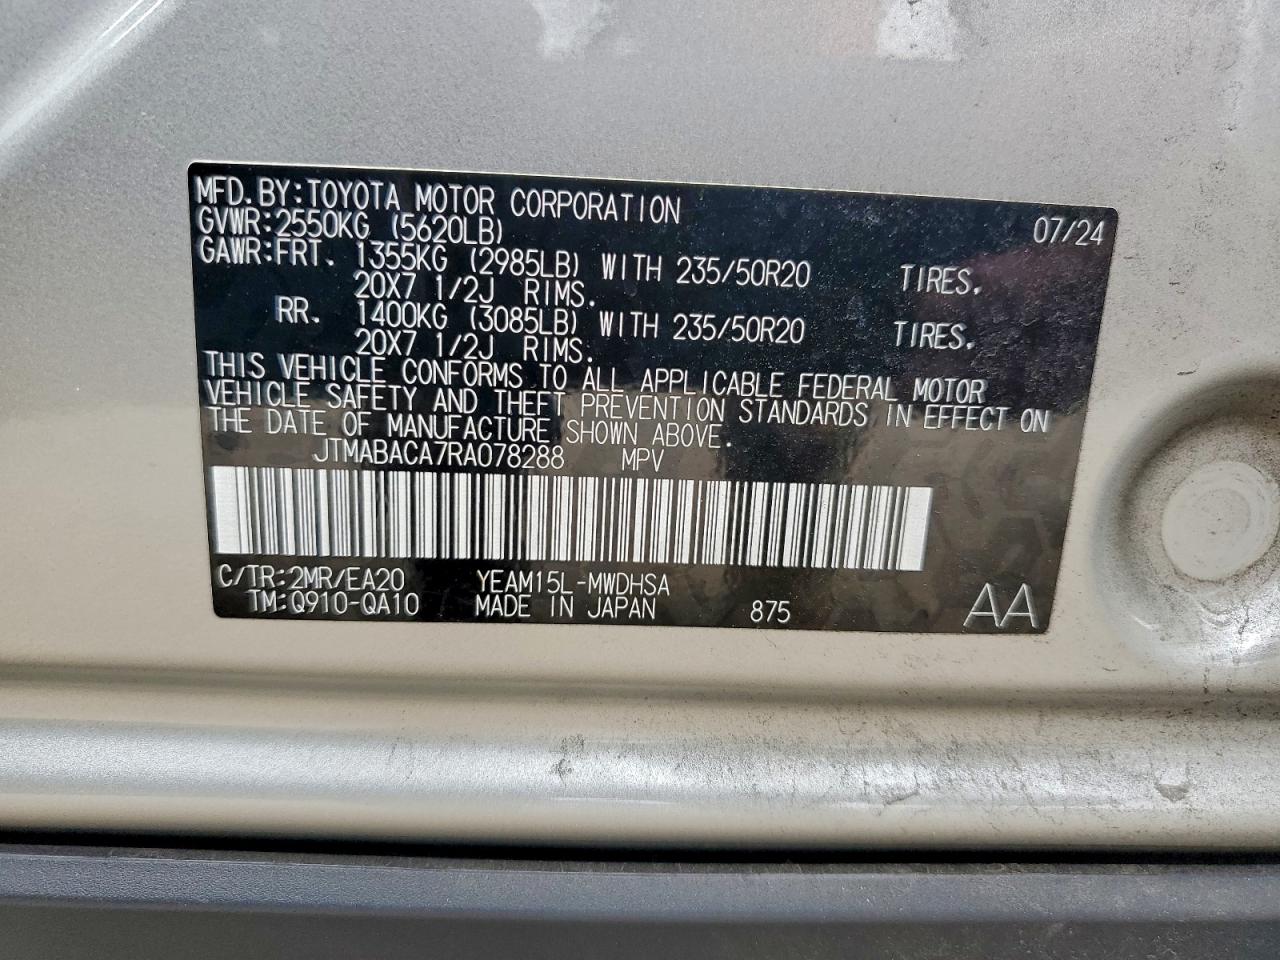 MFD.BY:TOYOTA MOTOR CORPORATION 07/24
GVWR:2550KG (5620LB)
GAWR:FRT. 1355KG (2985LB) WITH 235/50R20 TIRES.
20X7 1/2J RIMS.
RR. 1400KG (3085LB) WITH 235/50R20 TIRES.
20X7 1/2J RIMS.
THIS VEHICLE CONFORMS TO ALL APPLICABLE FEDERAL MOTOR
VEHICLE SAFETY AND THEFT PREVENTION STANDARDS IN EFFECT ON
THE DATE OF MANUFACTURE SHOWN ABOVE.
JTMABACA7RA078288 MPV
C/TR:2MR/EA20 YEAM15L-MWDHSA
TM:Q910-QA10 MADE IN JAPAN 875 AA